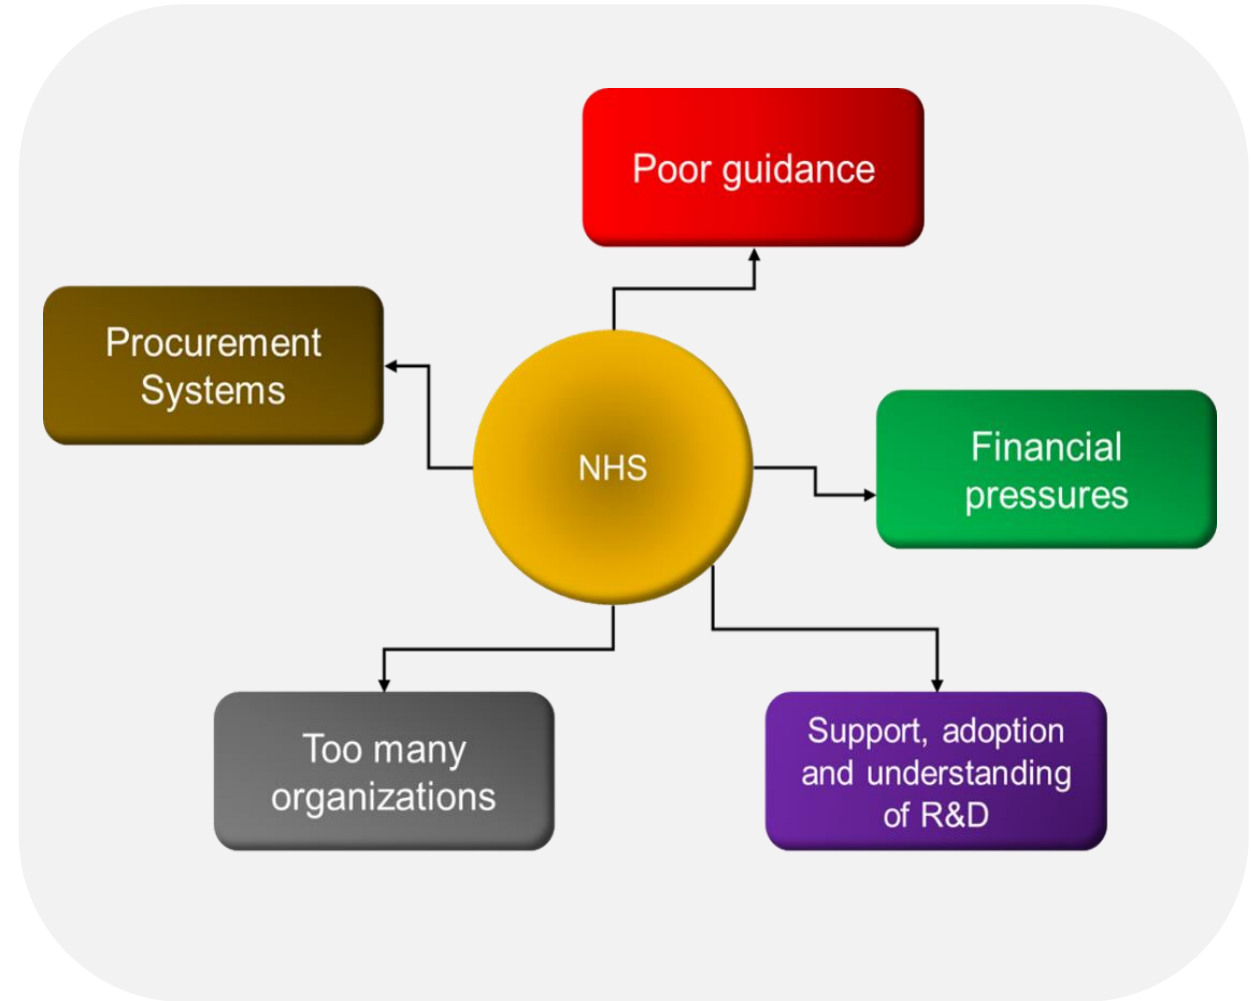 Poor guidance
Procurement
Systems
NHS
Financial
pressures
Too many
organizations
Support, adoption
and understanding
of R&D